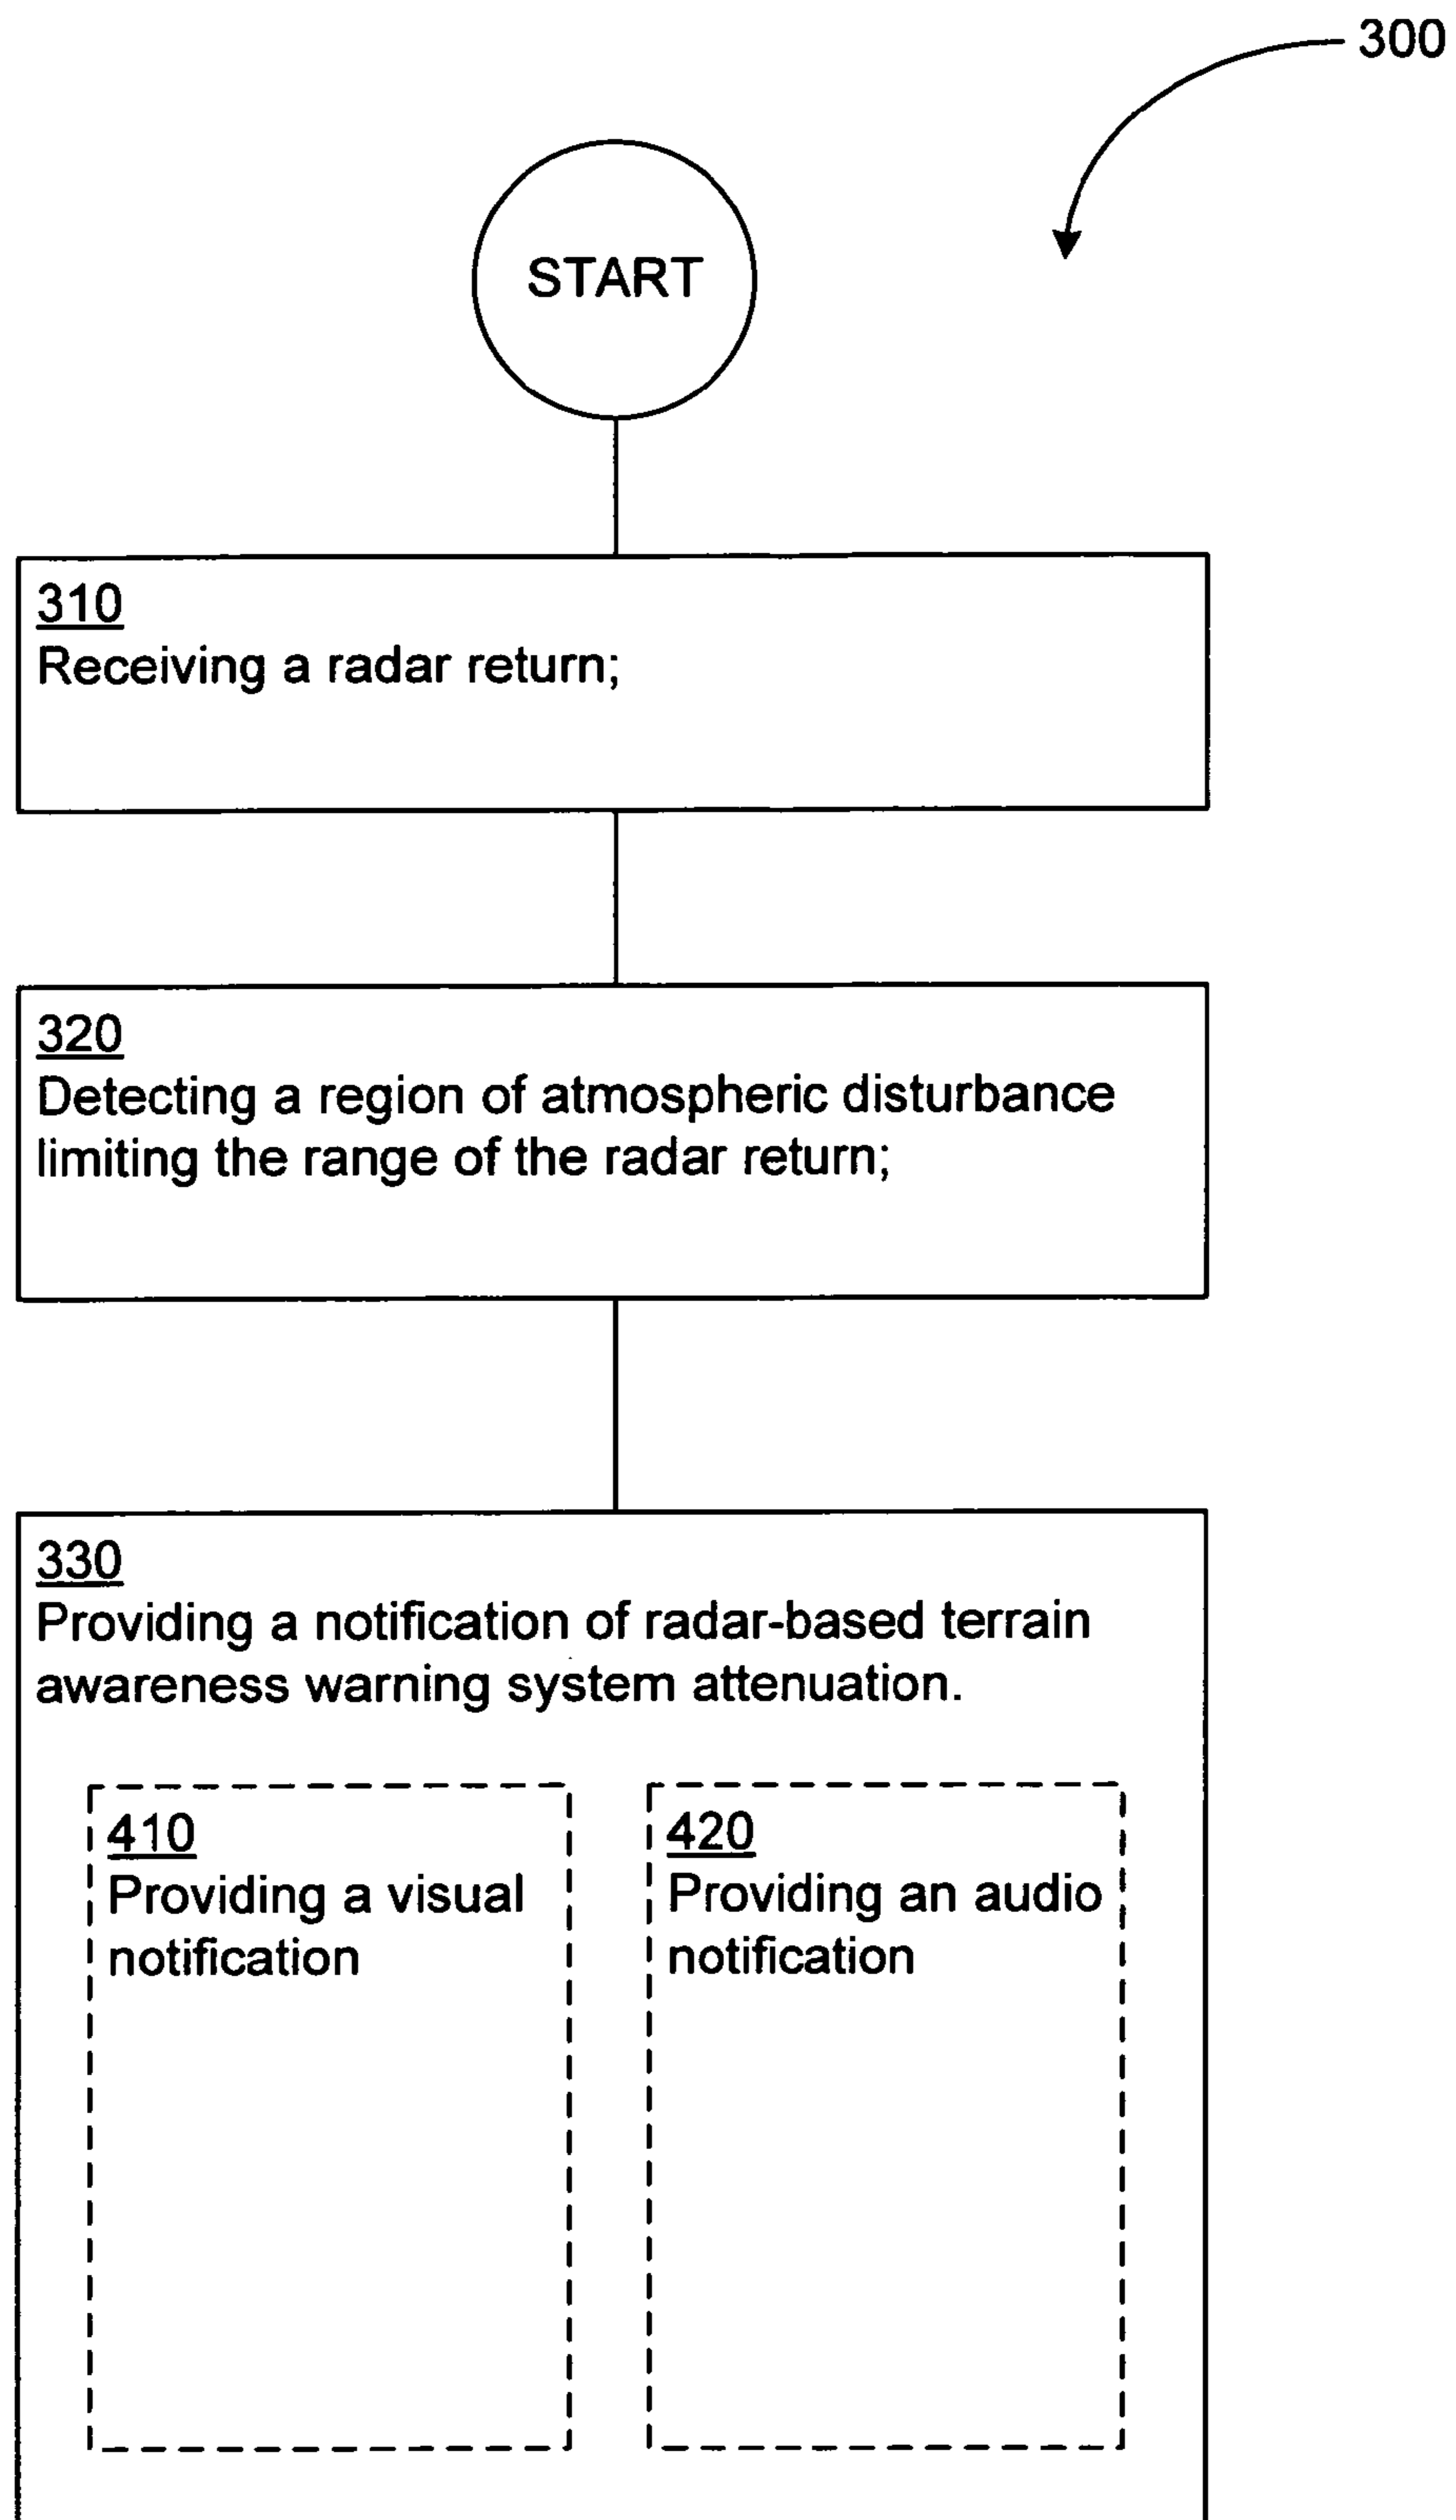 300
START
310
Receiving a radar return;
320
Detecting a region of atmospheric disturbance
limiting the range of the radar return;
330
Providing a notification of radar-based terrain
awareness warning system attenuation.
410
Providing a visual
notification
420
Providing an audio
notification